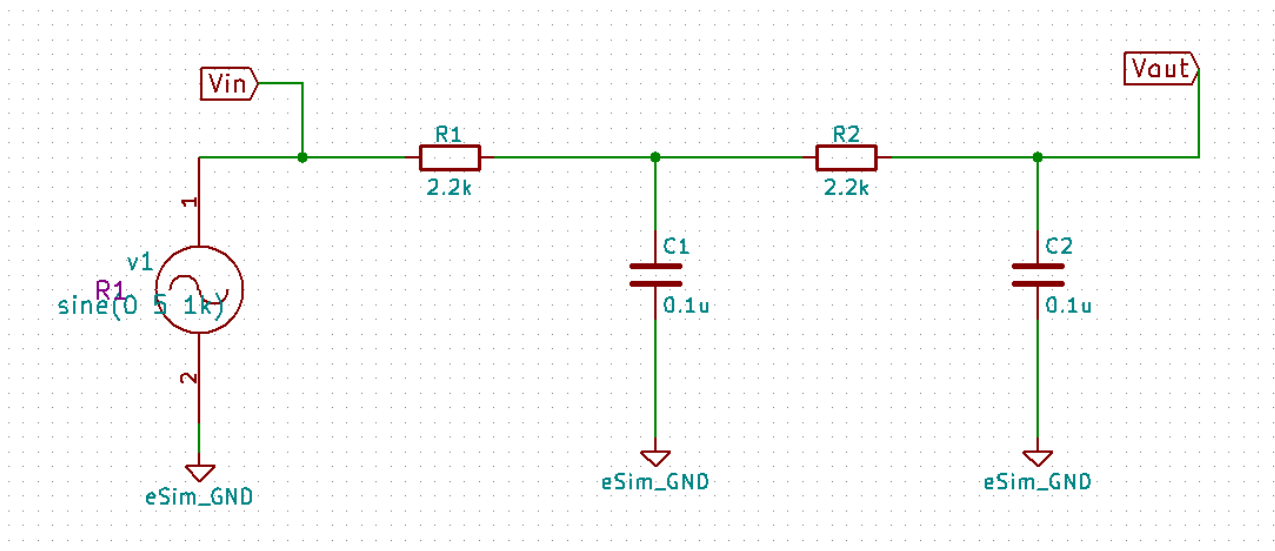 Vin
Vout
R1
2.2k
R2
2.2k
1
v1
R1
sine(0 5 1k)
2
C1
0.1u
C2
0.1u
eSim_GND
eSim_GND
eSim_GND